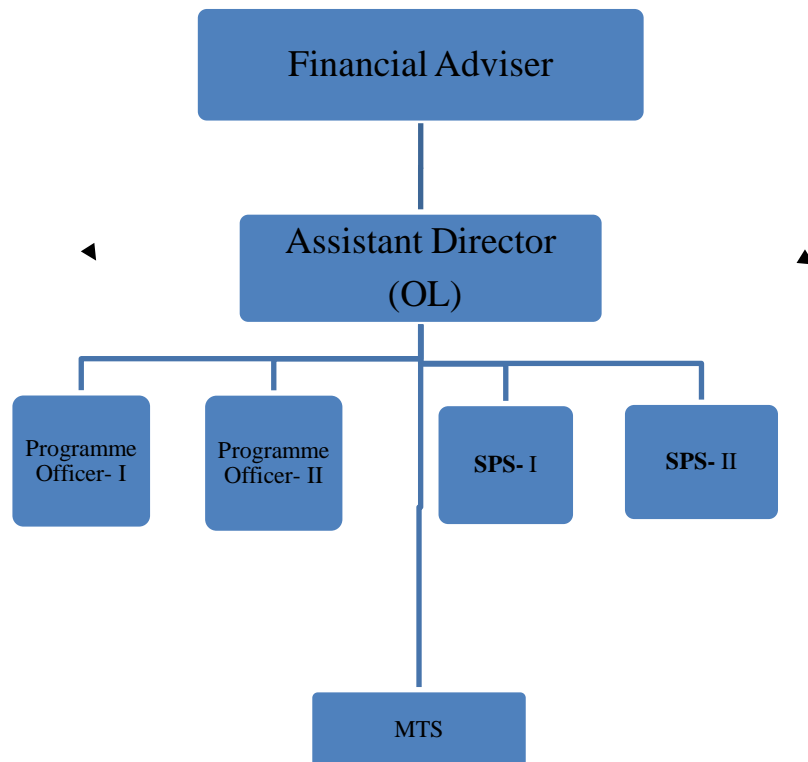 Financial Adviser
Assistant Director
(OL)
Programme
Officer- I
Programme
Officer- II
SPS- I
SPS- II
MTS